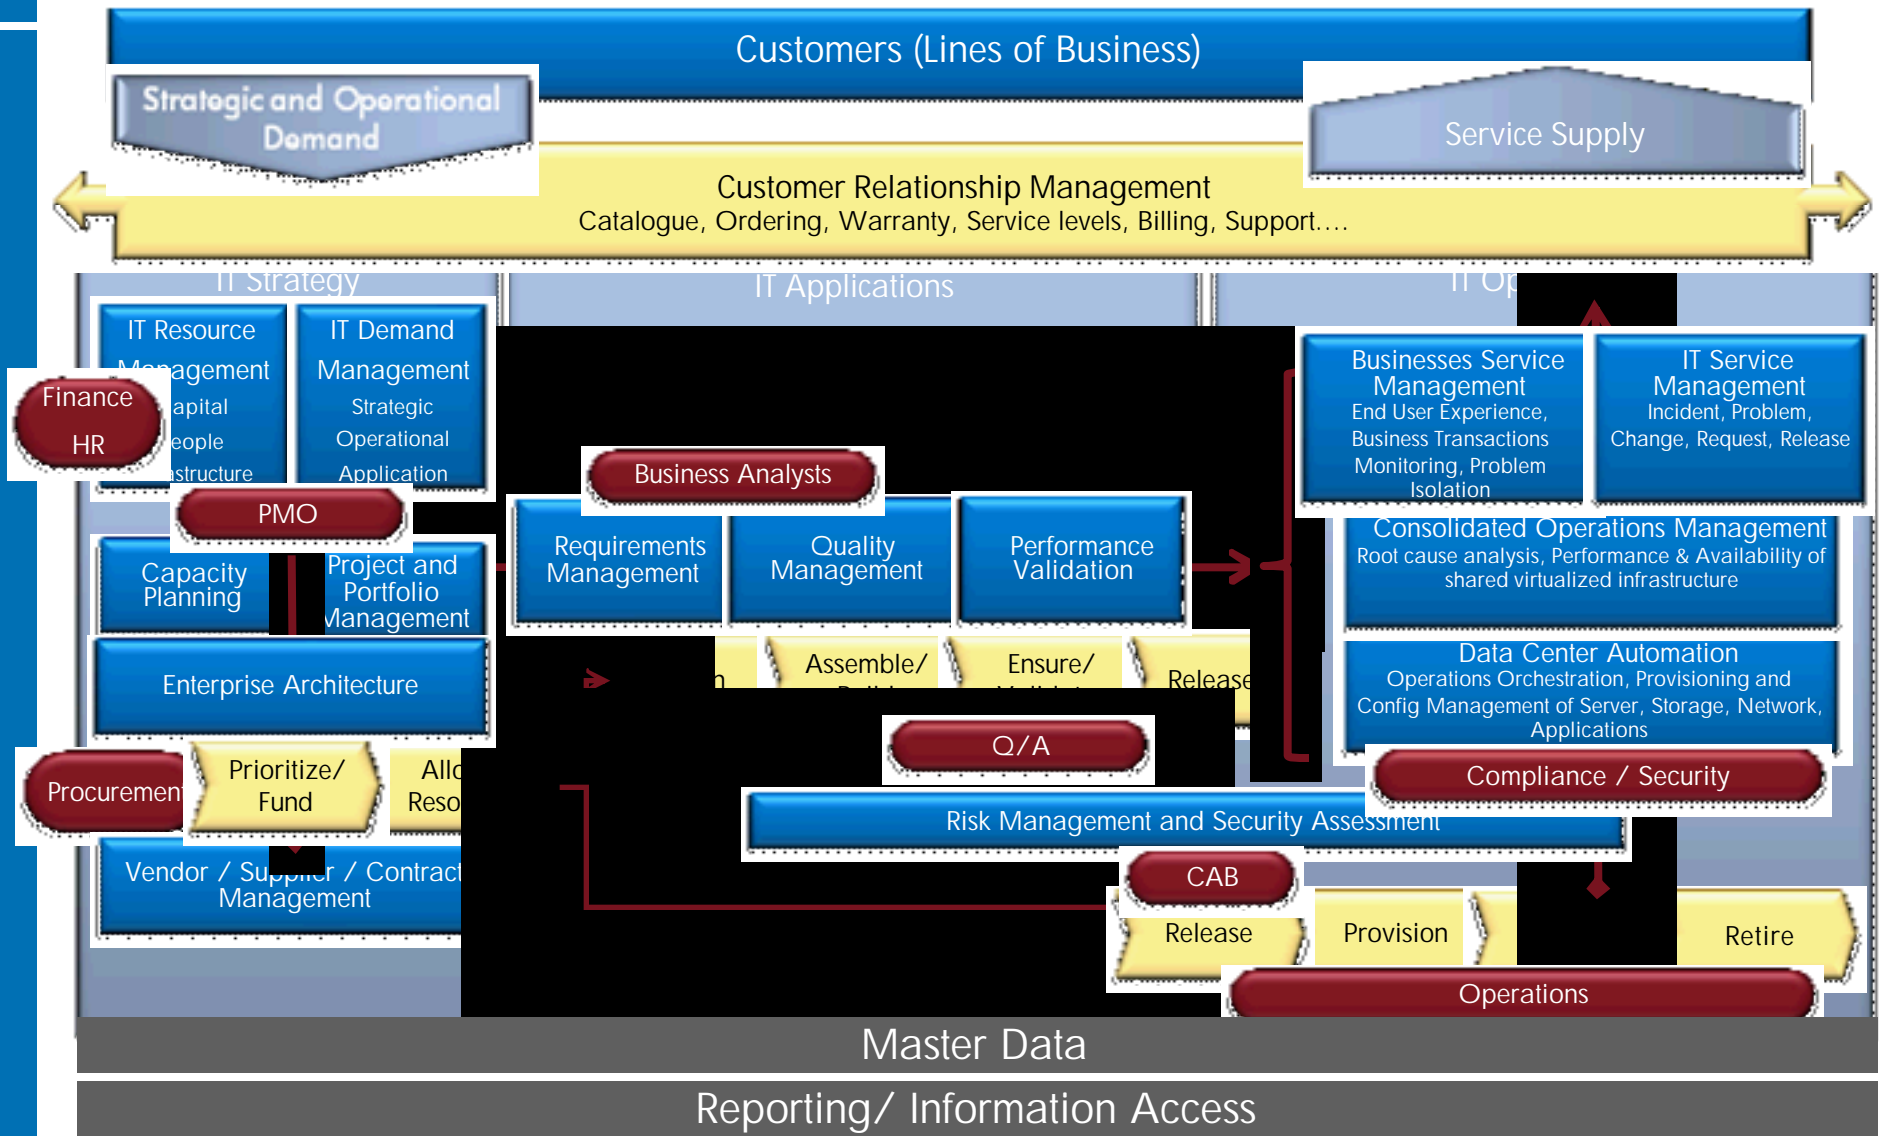 Customers (Lines of Business)
Strategic and Operational
Demand
Service Supply
Customer Relationship Management
Catalogue, Ordering, Warranty, Service levels, Billing, Support....
IT Strategy
IT Applications
IT
IT Resource
Management
IT Demand
Management
Strategic
Operational
Application
Finance
HR
PMO
Capacity
Planning
Project and
Portfolio
Management
Enterprise Architecture
Procurement
Prioritize/
Fund
Vendor / Supplier / Contract
Management
Business Analysts
Requirements
Management
Quality
Management
Performance
Validation
Assemble/
Ensure/
Release
Q/A
Risk Management and Security Assessment
CAB
Release
Provision
Retire
Operations
Businesses Service
Management
End User Experience,
Business Transactions
Monitoring, Problem
Isolation
IT Service
Management
Incident, Problem,
Change, Request, Release
Consolidated Operations Management
Root cause analysis, Performance & Availability of
shared virtualized infrastructure
Data Center Automation
Operations Orchestration, Provisioning and
Config Management of Server, Storage, Network,
Applications
Compliance / Security
Master Data
Reporting/ Information Access